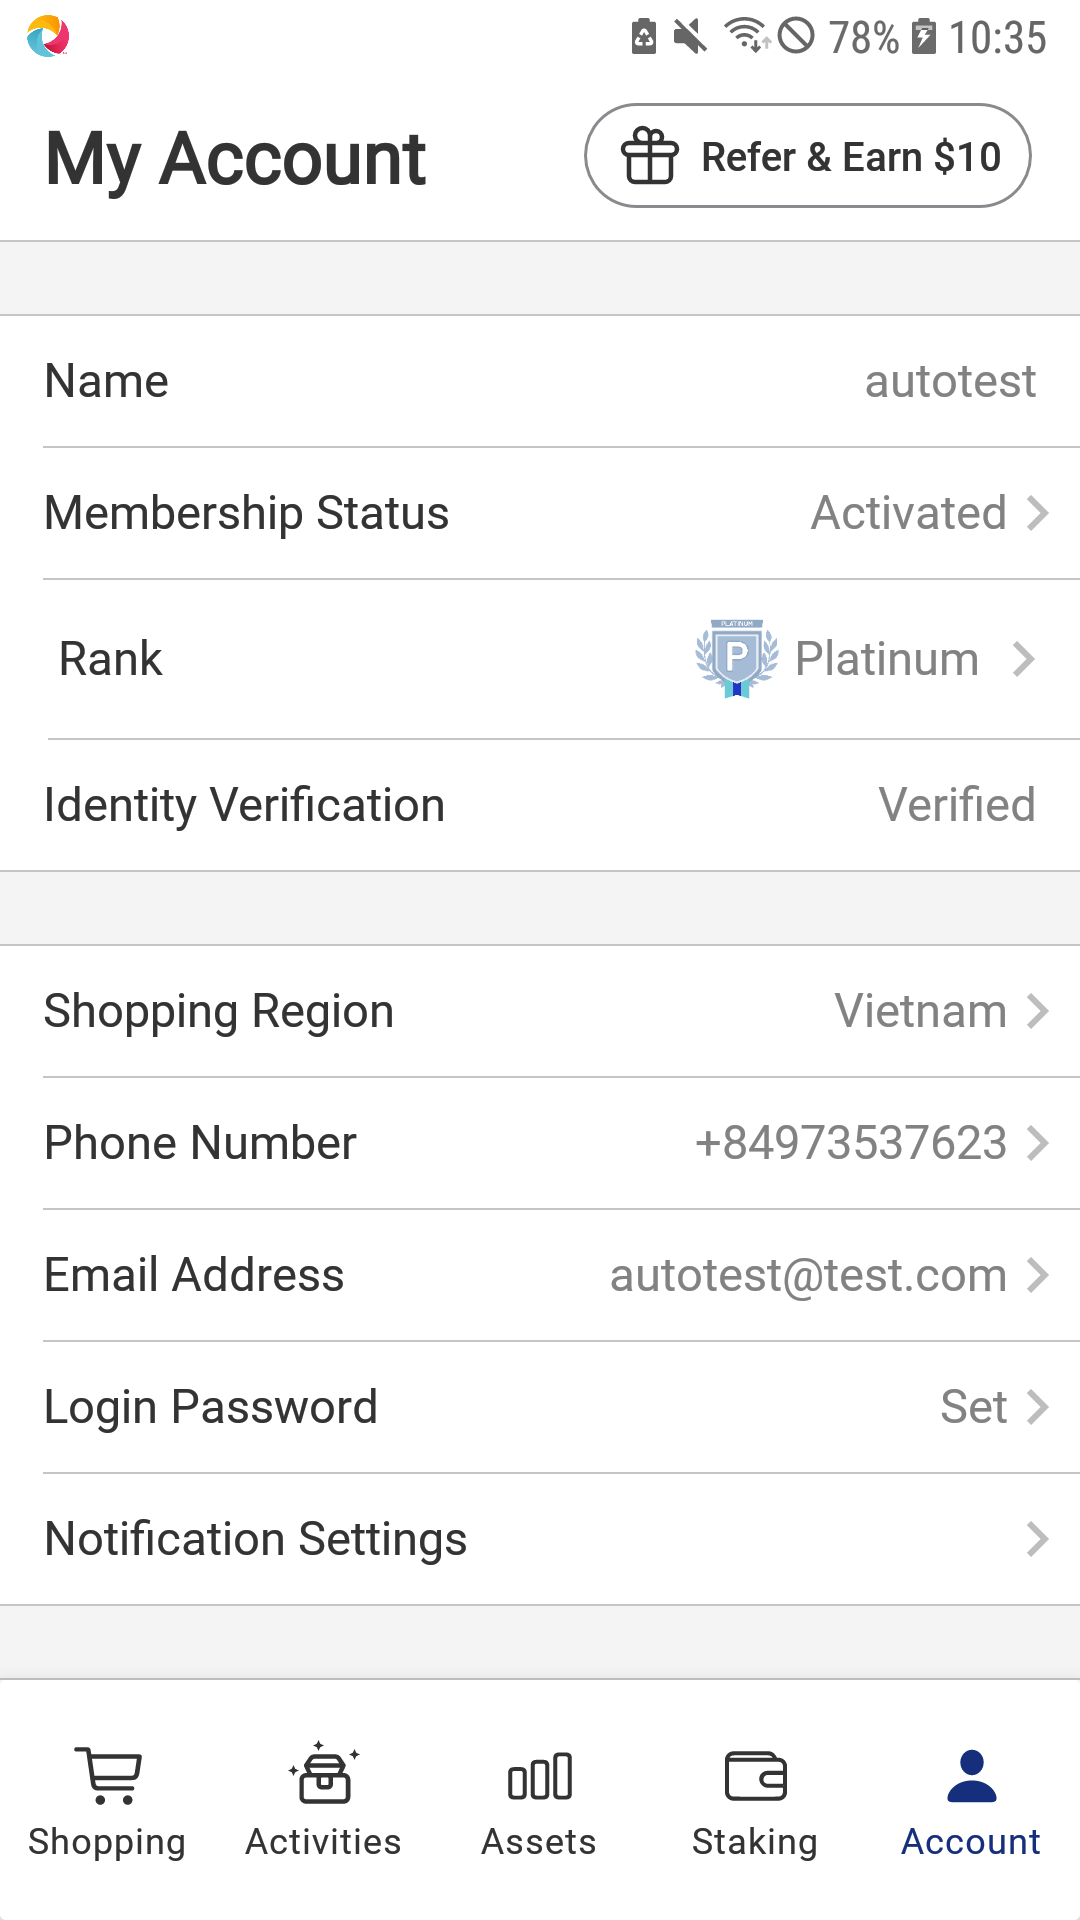 78% 10:35
My Account
Refer & Earn $10
Name autotest
Membership Status Activated
PLATINUM
P
Rank Platinum
Identity Verification Verified
Shopping Region Vietnam
Phone Number +84973537623
Email Address autotest@test.com
Login Password Set
Notification Settings
Shopping Activities Assets Staking Account